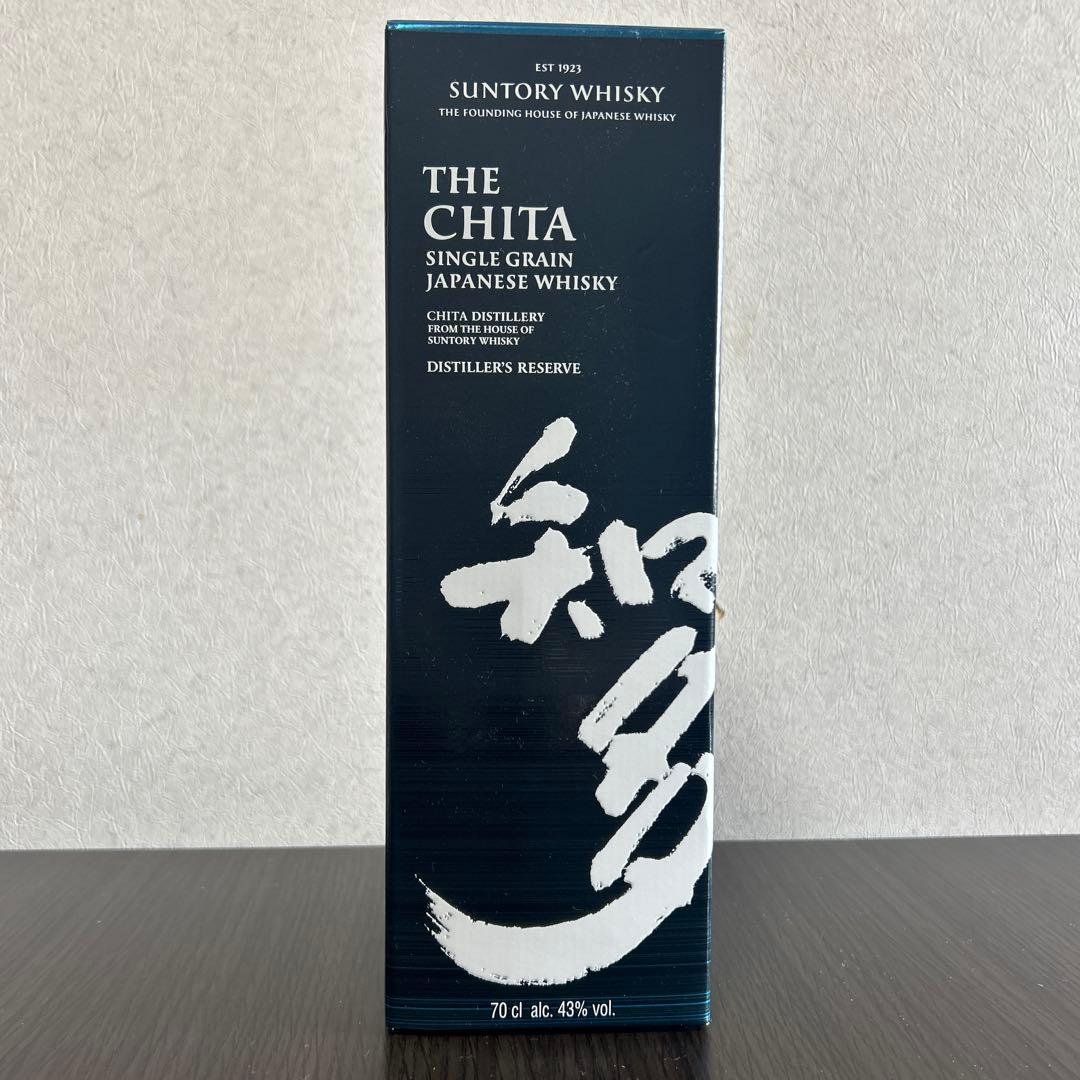 EST 1923
SUNTORY WHISKY
THE FOUNDING HOUSE OF JAPANESE WHISKY
THE
CHITA
SINGLE GRAIN
JAPANESE WHISKY
CHITA DISTILLERY
FROM THE HOUSE OF
SUNTORY WHISKY
DISTILLER'S RESERVE
知
多
70 cl alc. 43% vol.